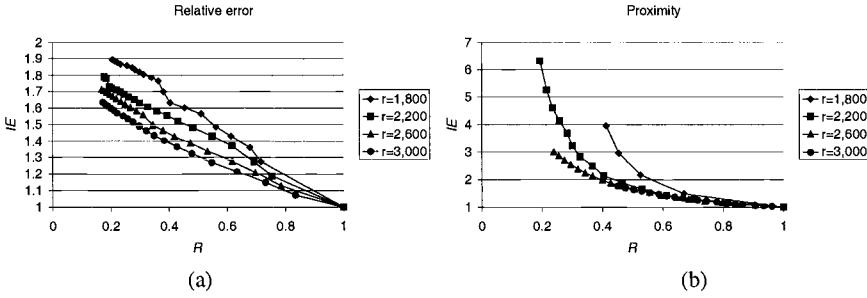 Relative error
IE
2
1.9
1.8
1.7
1.6
1.5
1.4
1.3
1.2
1.1
1
0
0.2
0.4
0.6
0.8
1
R
r=1,800
r=2,200
r=2,600
r=3,000
(a)
Proximity
IE
7
6
5
4
3
2
1
0
0.2
0.4
0.6
0.8
1
R
r=1,800
r=2,200
r=2,600
r=3,000
(b)